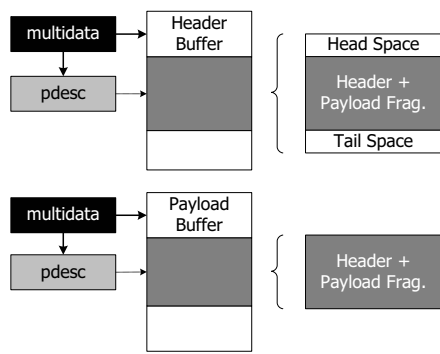 multidata
Header
Buffer
pdesc
Head Space
Header +
Payload Frag.
Tail Space
multidata
Payload
Buffer
pdesc
Header +
Payload Frag.